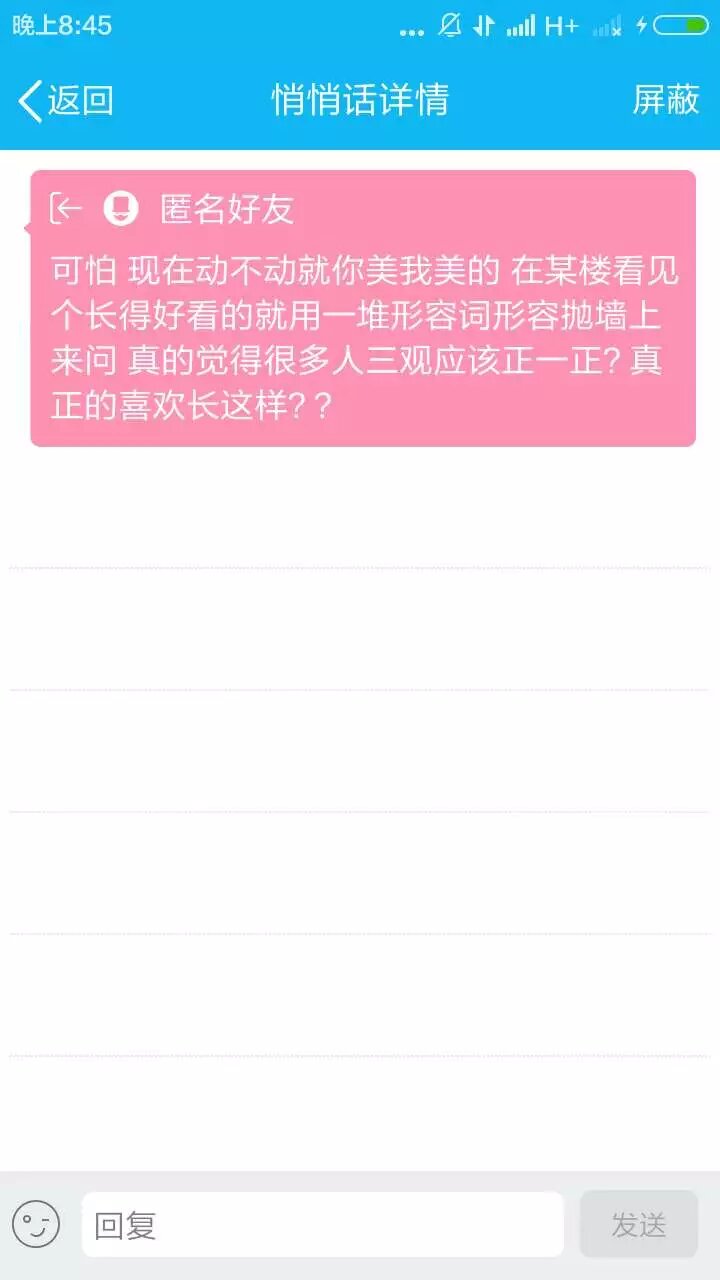 晚上8:45
H+
返回
悄悄话详情
屏蔽
匿名好友
可怕 现在动不动就你美我美的 在某楼看见
个长得好看的就用一堆形容词形容抛墙上
来问 真的觉得很多人三观应该正一正? 真
正的喜欢长这样? ?
回复
发送